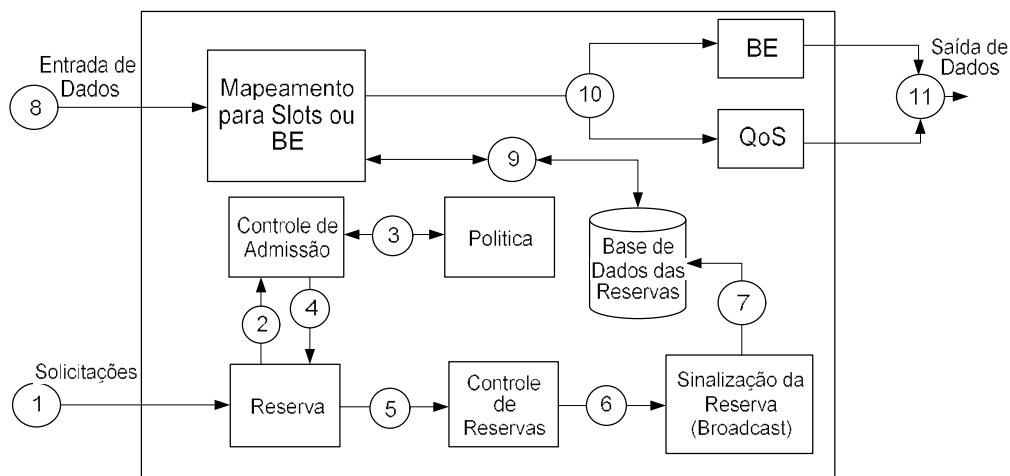 Entrada de
Dados
8
Mapeamento
para Slots ou
BE
10
BE
QoS
Saída de
Dados
11
9
Controle de
Admissão
3
Politica
Base de
Dados das
Reservas
2
4
7
Solicitações
1
Reserva
5
Controle
de
Reservas
6
Sinalização da
Reserva
(Broadcast)